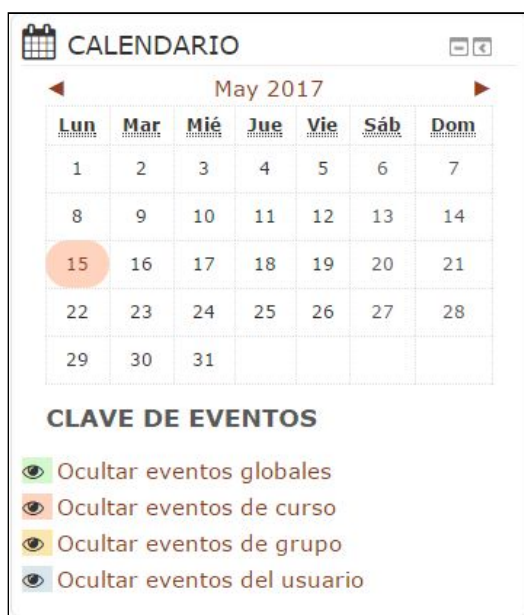 CALENDARIO
May 2017
Lun Mar Mié Jue Vie Sáb Dom
1 2 3 4 5 6 7
8 9 10 11 12 13 14
15 16 17 18 19 20 21
22 23 24 25 26 27 28
29 30 31
CLAVE DE EVENTOS
Ocultar eventos globales
Ocultar eventos de curso
Ocultar eventos de grupo
Ocultar eventos del usuario